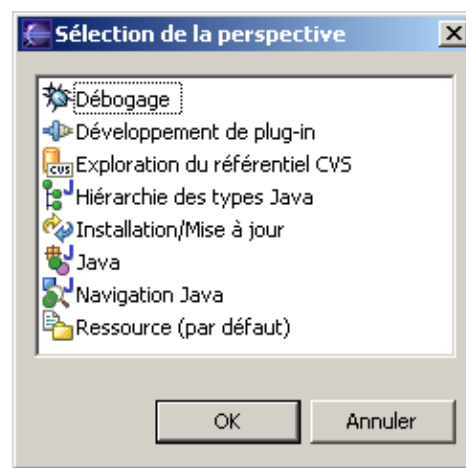 Sélection de la perspective
Débogage
Développement de plug-in
CVS Exploration du référentiel CVS
Hiérarchie des types Java
Installation/Mise à jour
Java
Navigation Java
Ressource (par défaut)
OK Annuler